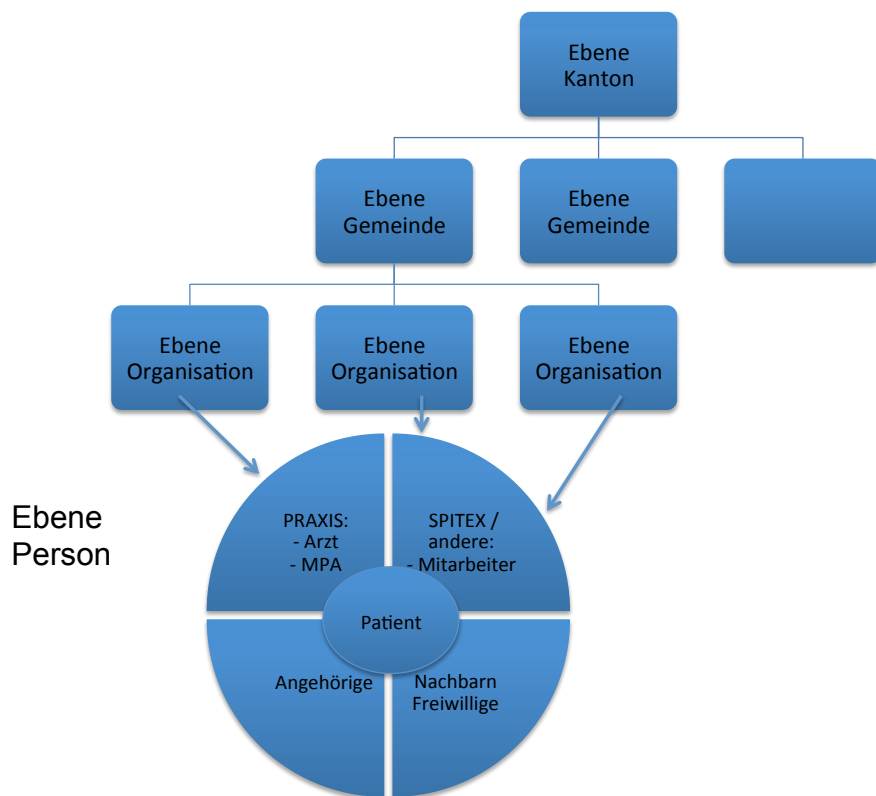 Ebene
Kanton
Ebene
Gemeinde
Ebene
Gemeinde
Ebene
Organisation
Ebene
Organisation
Ebene
Organisation
Ebene
Person
PRAXIS:
- Arzt
- MPA
SPITEX /
andere:
- Mitarbeiter
Patient
Angehörige
Nachbarn
Freiwillige